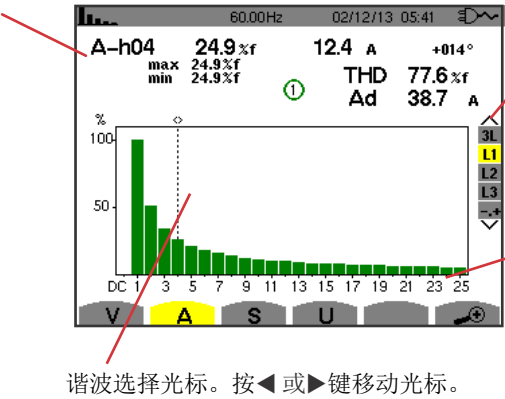 60.00Hz 02/12/13 05:41
A-h04 24.9%f 12.4 A +014°
max 24.9%f
min 24.9%f
① THD 77.6%f
Ad 38.7 A
%
100
50
3L
L1
L2
L3
-.+
DC 1 3 5 7 9 11 13 15 17 19 21 23 25
V A S U
谐波选择光标。按◀或▶键移动光标。